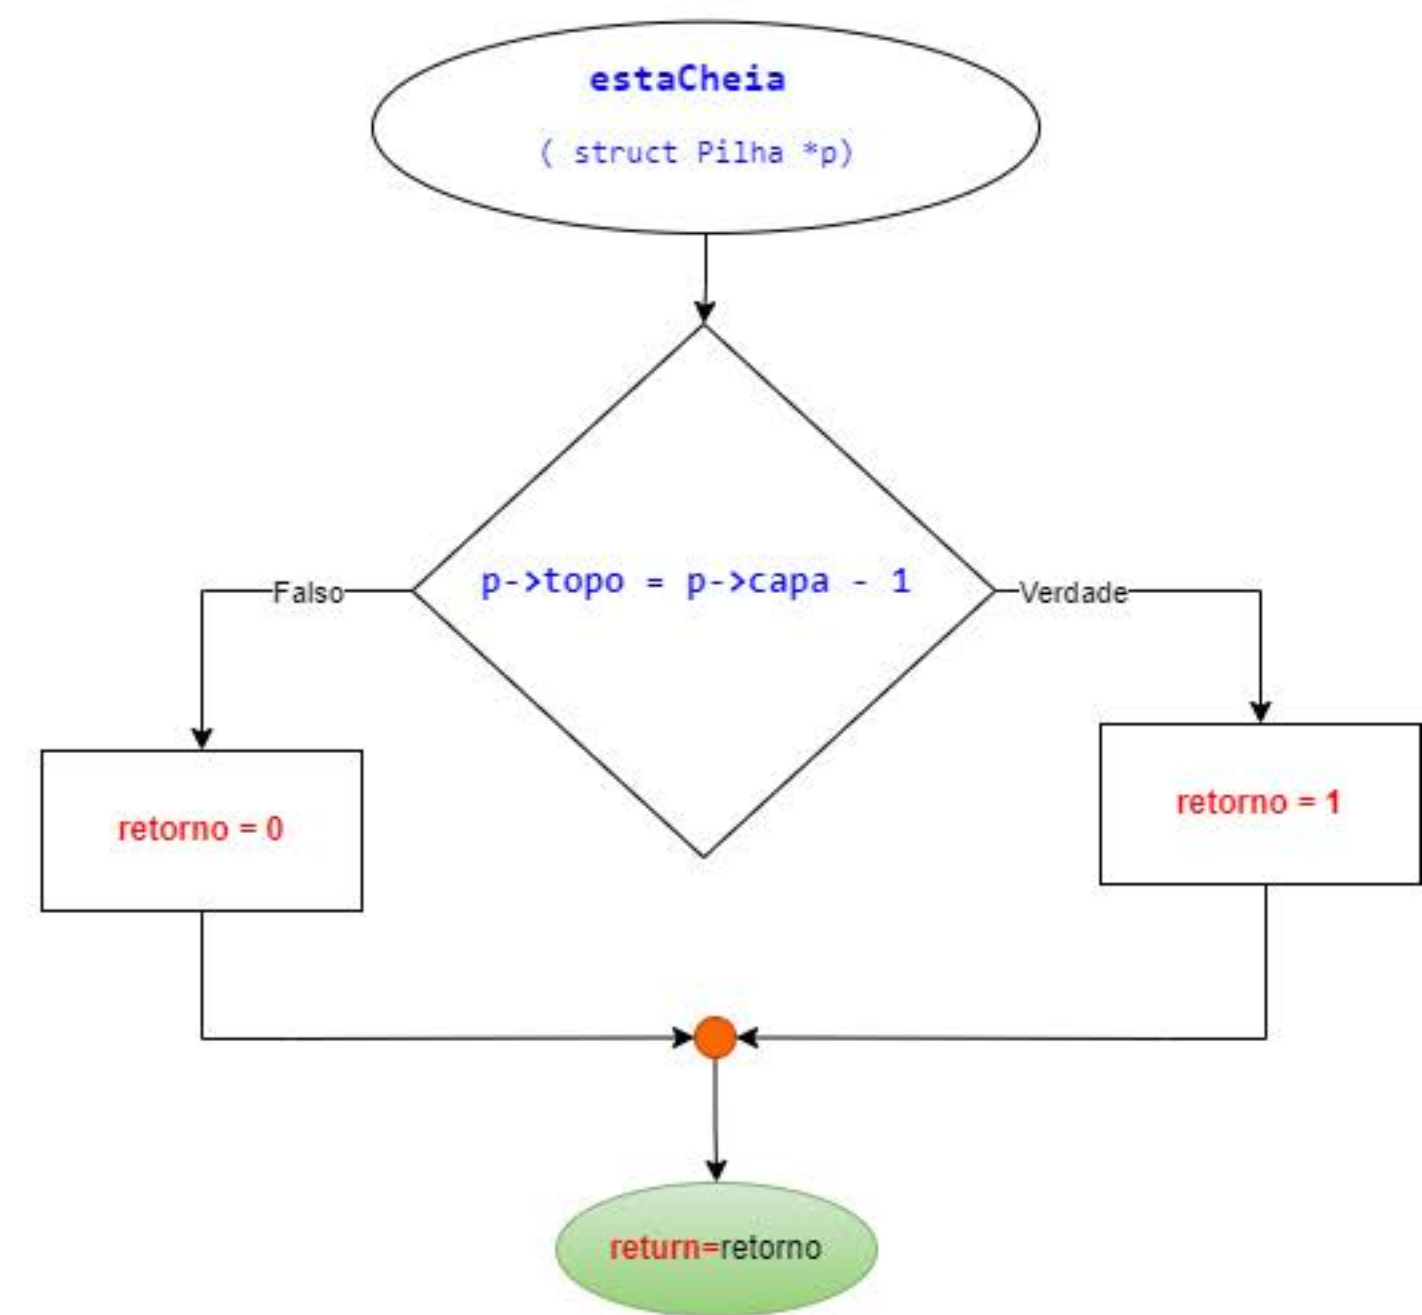 estaCheia
( struct Pilha *p)
p->topo = p->capa - 1
Falso
Verdade
retorno = 0
retorno = 1
return=retorno